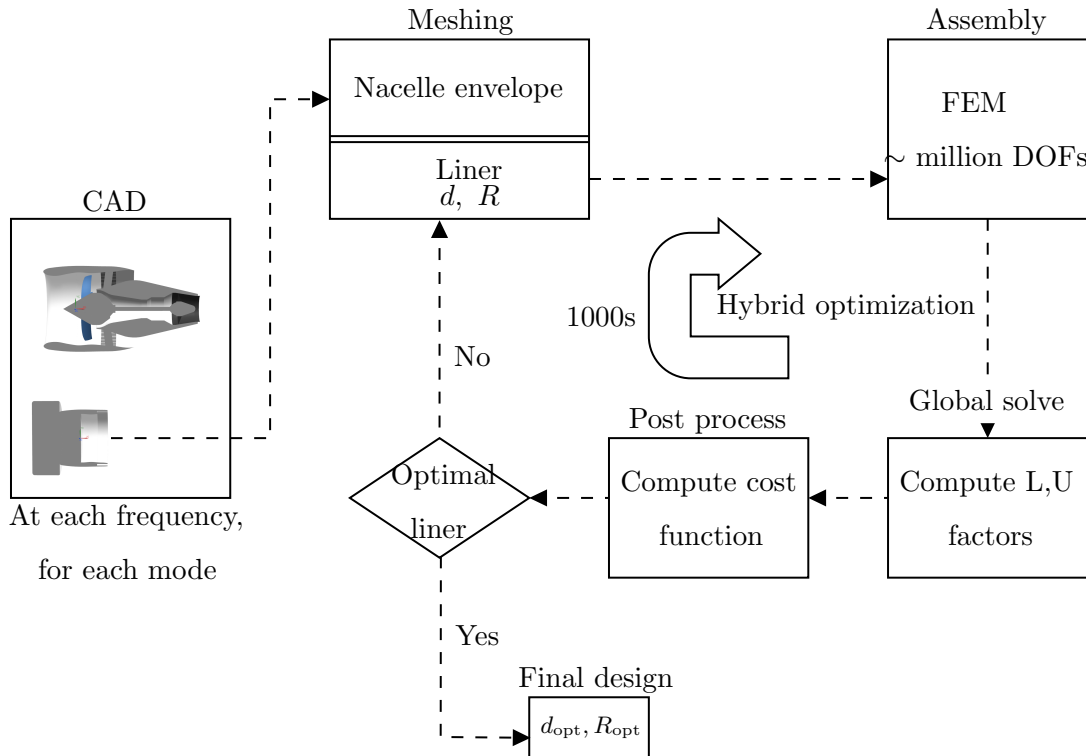 Meshing
Assembly
Nacelle envelope
FEM
∼ million DOFs
Liner
d, R
CAD
1000s
Hybrid optimization
No
Global solve
Post process
Optimal
liner
Compute cost
function
Compute L,U
factors
At each frequency,
for each mode
Yes
Final design
d_opt, R_opt